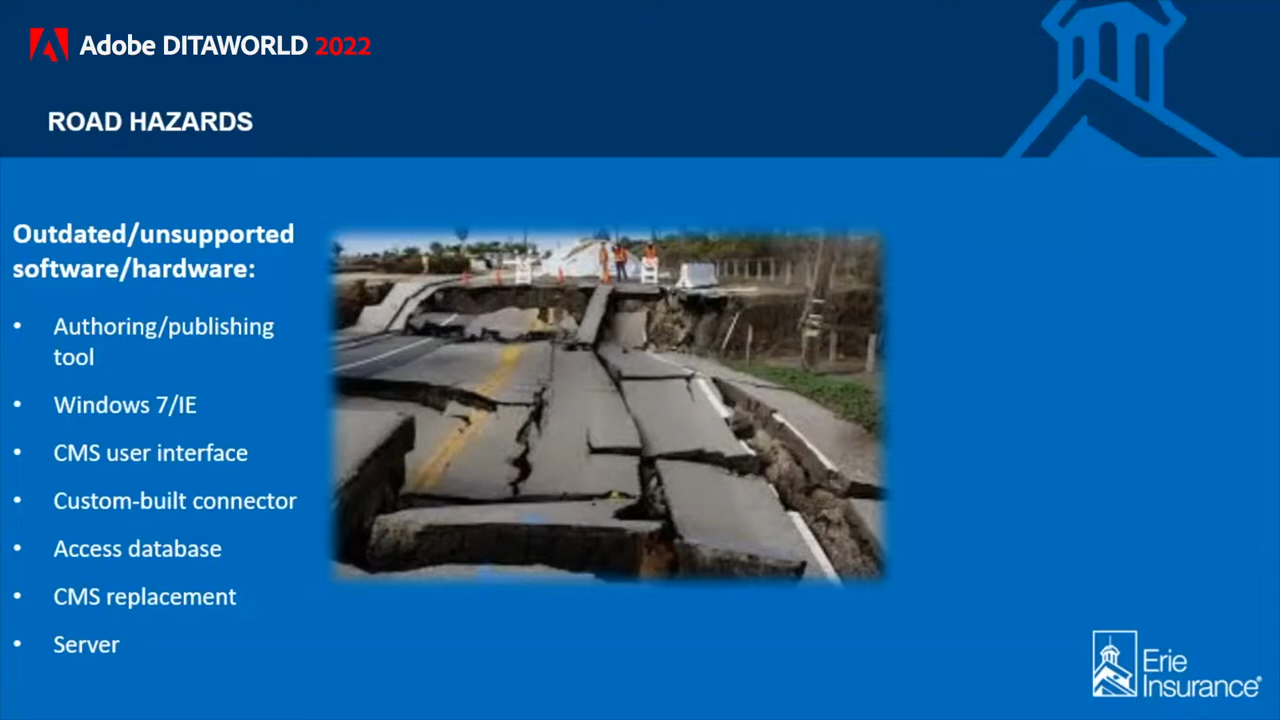 Adobe DITAWORLD 2022
ROAD HAZARDS
Outdated/unsupported
software/hardware:
• Authoring/publishing
tool
• Windows 7/IE
• CMS user interface
• Custom-built connector
• Access database
• CMS replacement
• Server
Erie
Insurance®